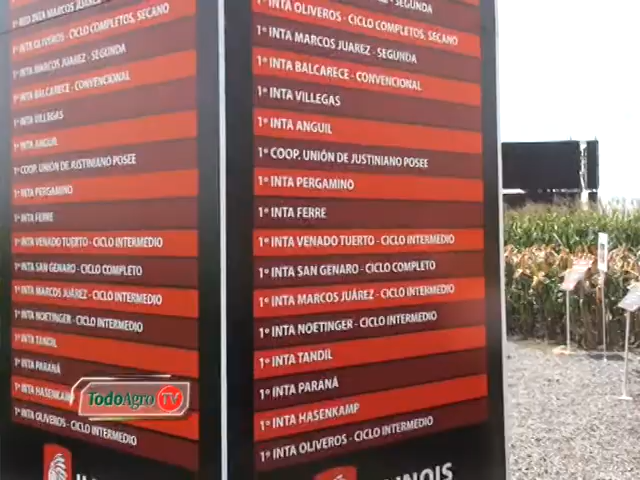 1º RED INTA MARCOS JUÁREZ
1º INTA OLIVEROS - CICLO COMPLETOS, SECANO
1º INTA MARCOS JUAREZ - SEGUNDA
1º INTA BALCARECE - CONVENCIONAL
1º INTA VILLEGAS
1º INTA ANGUIL
1º COOP. UNIÓN DE JUSTINIANO POSEE
1º INTA PERGAMINO
1º INTA FERRE
1º INTA VENADO TUERTO - CICLO INTERMEDIO
1º INTA SAN GENARO - CICLO COMPLETO
1º INTA MARCOS JUÁREZ - CICLO INTERMEDIO
1º INTA NOETINGER - CICLO INTERMEDIO
1º INTA TANDIL
1º INTA PARANÁ
1º INTA HASENKAMP
1º INTA OLIVEROS - CICLO INTERMEDIO
TodoAgro TV
SEGUNDA
1º INTA OLIVEROS - CICLO COMPLETOS, SECANO
1º INTA MARCOS JUAREZ - SEGUNDA
1º INTA BALCARECE - CONVENCIONAL
1º INTA VILLEGAS
1º INTA ANGUIL
1º COOP. UNIÓN DE JUSTINIANO POSEE
1º INTA PERGAMINO
1º INTA FERRE
1º INTA VENADO TUERTO - CICLO INTERMEDIO
1º INTA SAN GENARO - CICLO COMPLETO
1º INTA MARCOS JUÁREZ - CICLO INTERMEDIO
1º INTA NOETINGER - CICLO INTERMEDIO
1º INTA TANDIL
1º INTA PARANÁ
1º INTA HASENKAMP
1º INTA OLIVEROS - CICLO INTERMEDIO